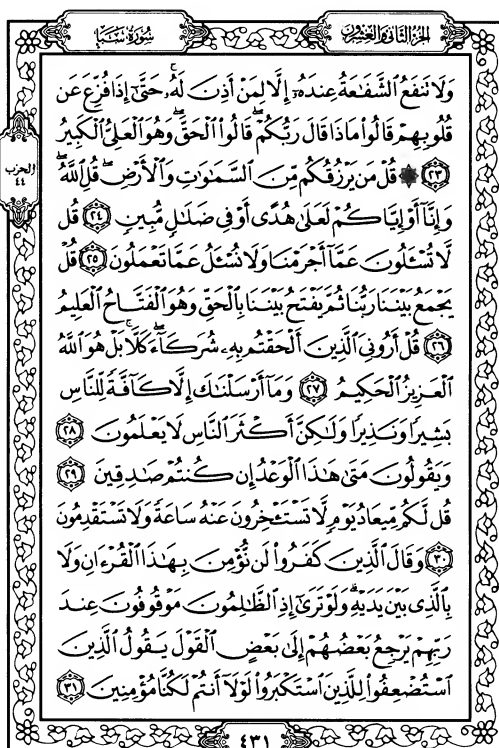 الجزء الثاني والعشرون
سورة سبإ
وَلَا تَنفَعُ ٱلشَّفَٰعَةُ عِندَهُۥٓ إِلَّا لِمَنْ أَذِنَ لَهُۥ حَتَّىٰٓ إِذَا فُزِّعَ عَن
قُلُوبِهِمْ قَالُوا۟ مَاذَا قَالَ رَبُّكُمْ ۖ قَالُوا۟ ٱلْحَقَّ ۖ وَهُوَ ٱلْعَلِىُّ ٱلْكَبِيرُ
﴿٢٣﴾ ۞ قُلْ مَن يَرْزُقُكُم مِّنَ ٱلسَّمَٰوَٰتِ وَٱلْأَرْضِ ۖ قُلِ ٱللَّهُ ۖ
وَإِنَّآ أَوْ إِيَّاكُمْ لَعَلَىٰ هُدًى أَوْ فِى ضَلَٰلٍ مُّبِينٍ ﴿٢٤﴾ قُل
لَّا تُسْـَٔلُونَ عَمَّآ أَجْرَمْنَا وَلَا نُسْـَٔلُ عَمَّا تَعْمَلُونَ ﴿٢٥﴾ قُلْ
يَجْمَعُ بَيْنَنَا رَبُّنَا ثُمَّ يَفْتَحُ بَيْنَنَا بِٱلْحَقِّ وَهُوَ ٱلْفَتَّاحُ ٱلْعَلِيمُ
﴿٢٦﴾ قُلْ أَرُونِىَ ٱلَّذِينَ أَلْحَقْتُم بِهِۦ شُرَكَآءَ ۖ كَلَّا ۚ بَلْ هُوَ ٱللَّهُ
ٱلْعَزِيزُ ٱلْحَكِيمُ ﴿٢٧﴾ وَمَآ أَرْسَلْنَٰكَ إِلَّا كَآفَّةً لِّلنَّاسِ
بَشِيرًا وَنَذِيرًا وَلَٰكِنَّ أَكْثَرَ ٱلنَّاسِ لَا يَعْلَمُونَ ﴿٢٨﴾
وَيَقُولُونَ مَتَىٰ هَٰذَا ٱلْوَعْدُ إِن كُنتُمْ صَٰدِقِينَ ﴿٢٩﴾
قُل لَّكُم مِّيعَادُ يَوْمٍ لَّا تَسْتَـْٔخِرُونَ عَنْهُ سَاعَةً وَلَا تَسْتَقْدِمُونَ
﴿٣٠﴾ وَقَالَ ٱلَّذِينَ كَفَرُوا۟ لَن نُّؤْمِنَ بِهَٰذَا ٱلْقُرْءَانِ وَلَا
بِٱلَّذِى بَيْنَ يَدَيْهِ ۗ وَلَوْ تَرَىٰٓ إِذِ ٱلظَّٰلِمُونَ مَوْقُوفُونَ عِندَ
رَبِّهِمْ يَرْجِعُ بَعْضُهُمْ إِلَىٰ بَعْضٍ ٱلْقَوْلَ يَقُولُ ٱلَّذِينَ
ٱسْتُضْعِفُوا۟ لِلَّذِينَ ٱسْتَكْبَرُوا۟ لَوْلَآ أَنتُمْ لَكُنَّا مُؤْمِنِينَ ﴿٣١﴾
الحزب
٤٤
٤٣١